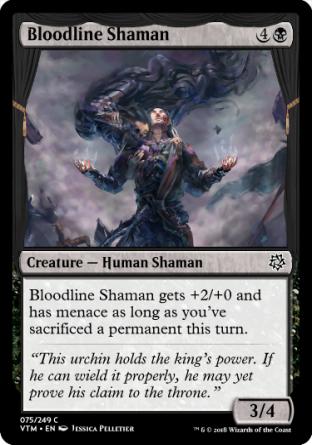 Bloodline Shaman 4
Creature — Human Shaman
Bloodline Shaman gets +2/+0 and
has menace as long as you've
sacrificed a permanent this turn.
"This urchin holds the king's power. If
he can wield it properly, he may yet
prove his claim to the throne."
3/4
075/249 C
VTM • EN Jessica Pelletier
™ & © 2018 Wizards of the Coast